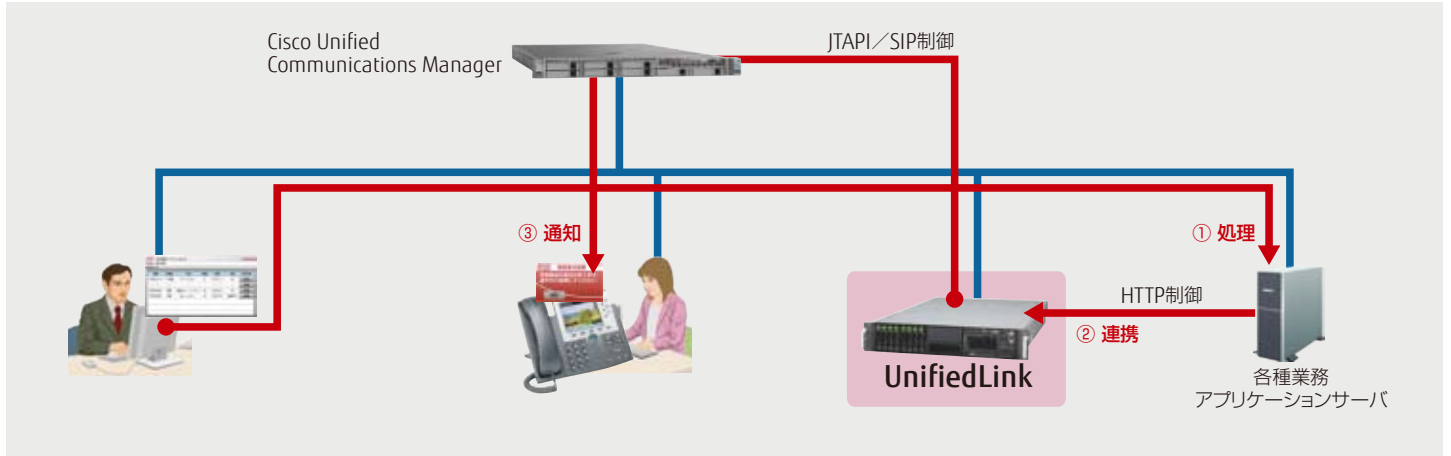 Cisco Unified
Communications Manager
JTAPI／SIP制御
③ 通知
① 処理
HTTP制御
② 連携
UnifiedLink
各種業務
アプリケーションサーバ